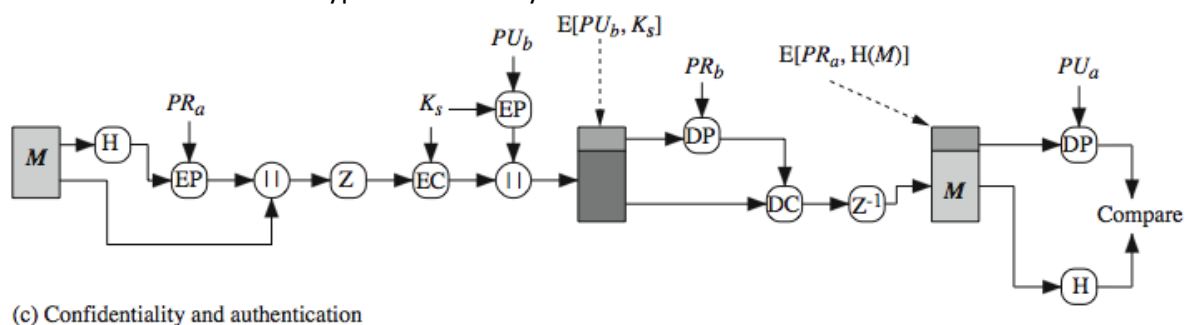 E[PU_b, K_s]
PU_b
E[PR_a, H(M)]
PR_b
PU_a
PR_a
K_s
EP
H
DP
DP
M
EP
||
Z
EC
||
DC
Z-1
M
Compare
H
(c) Confidentiality and authentication